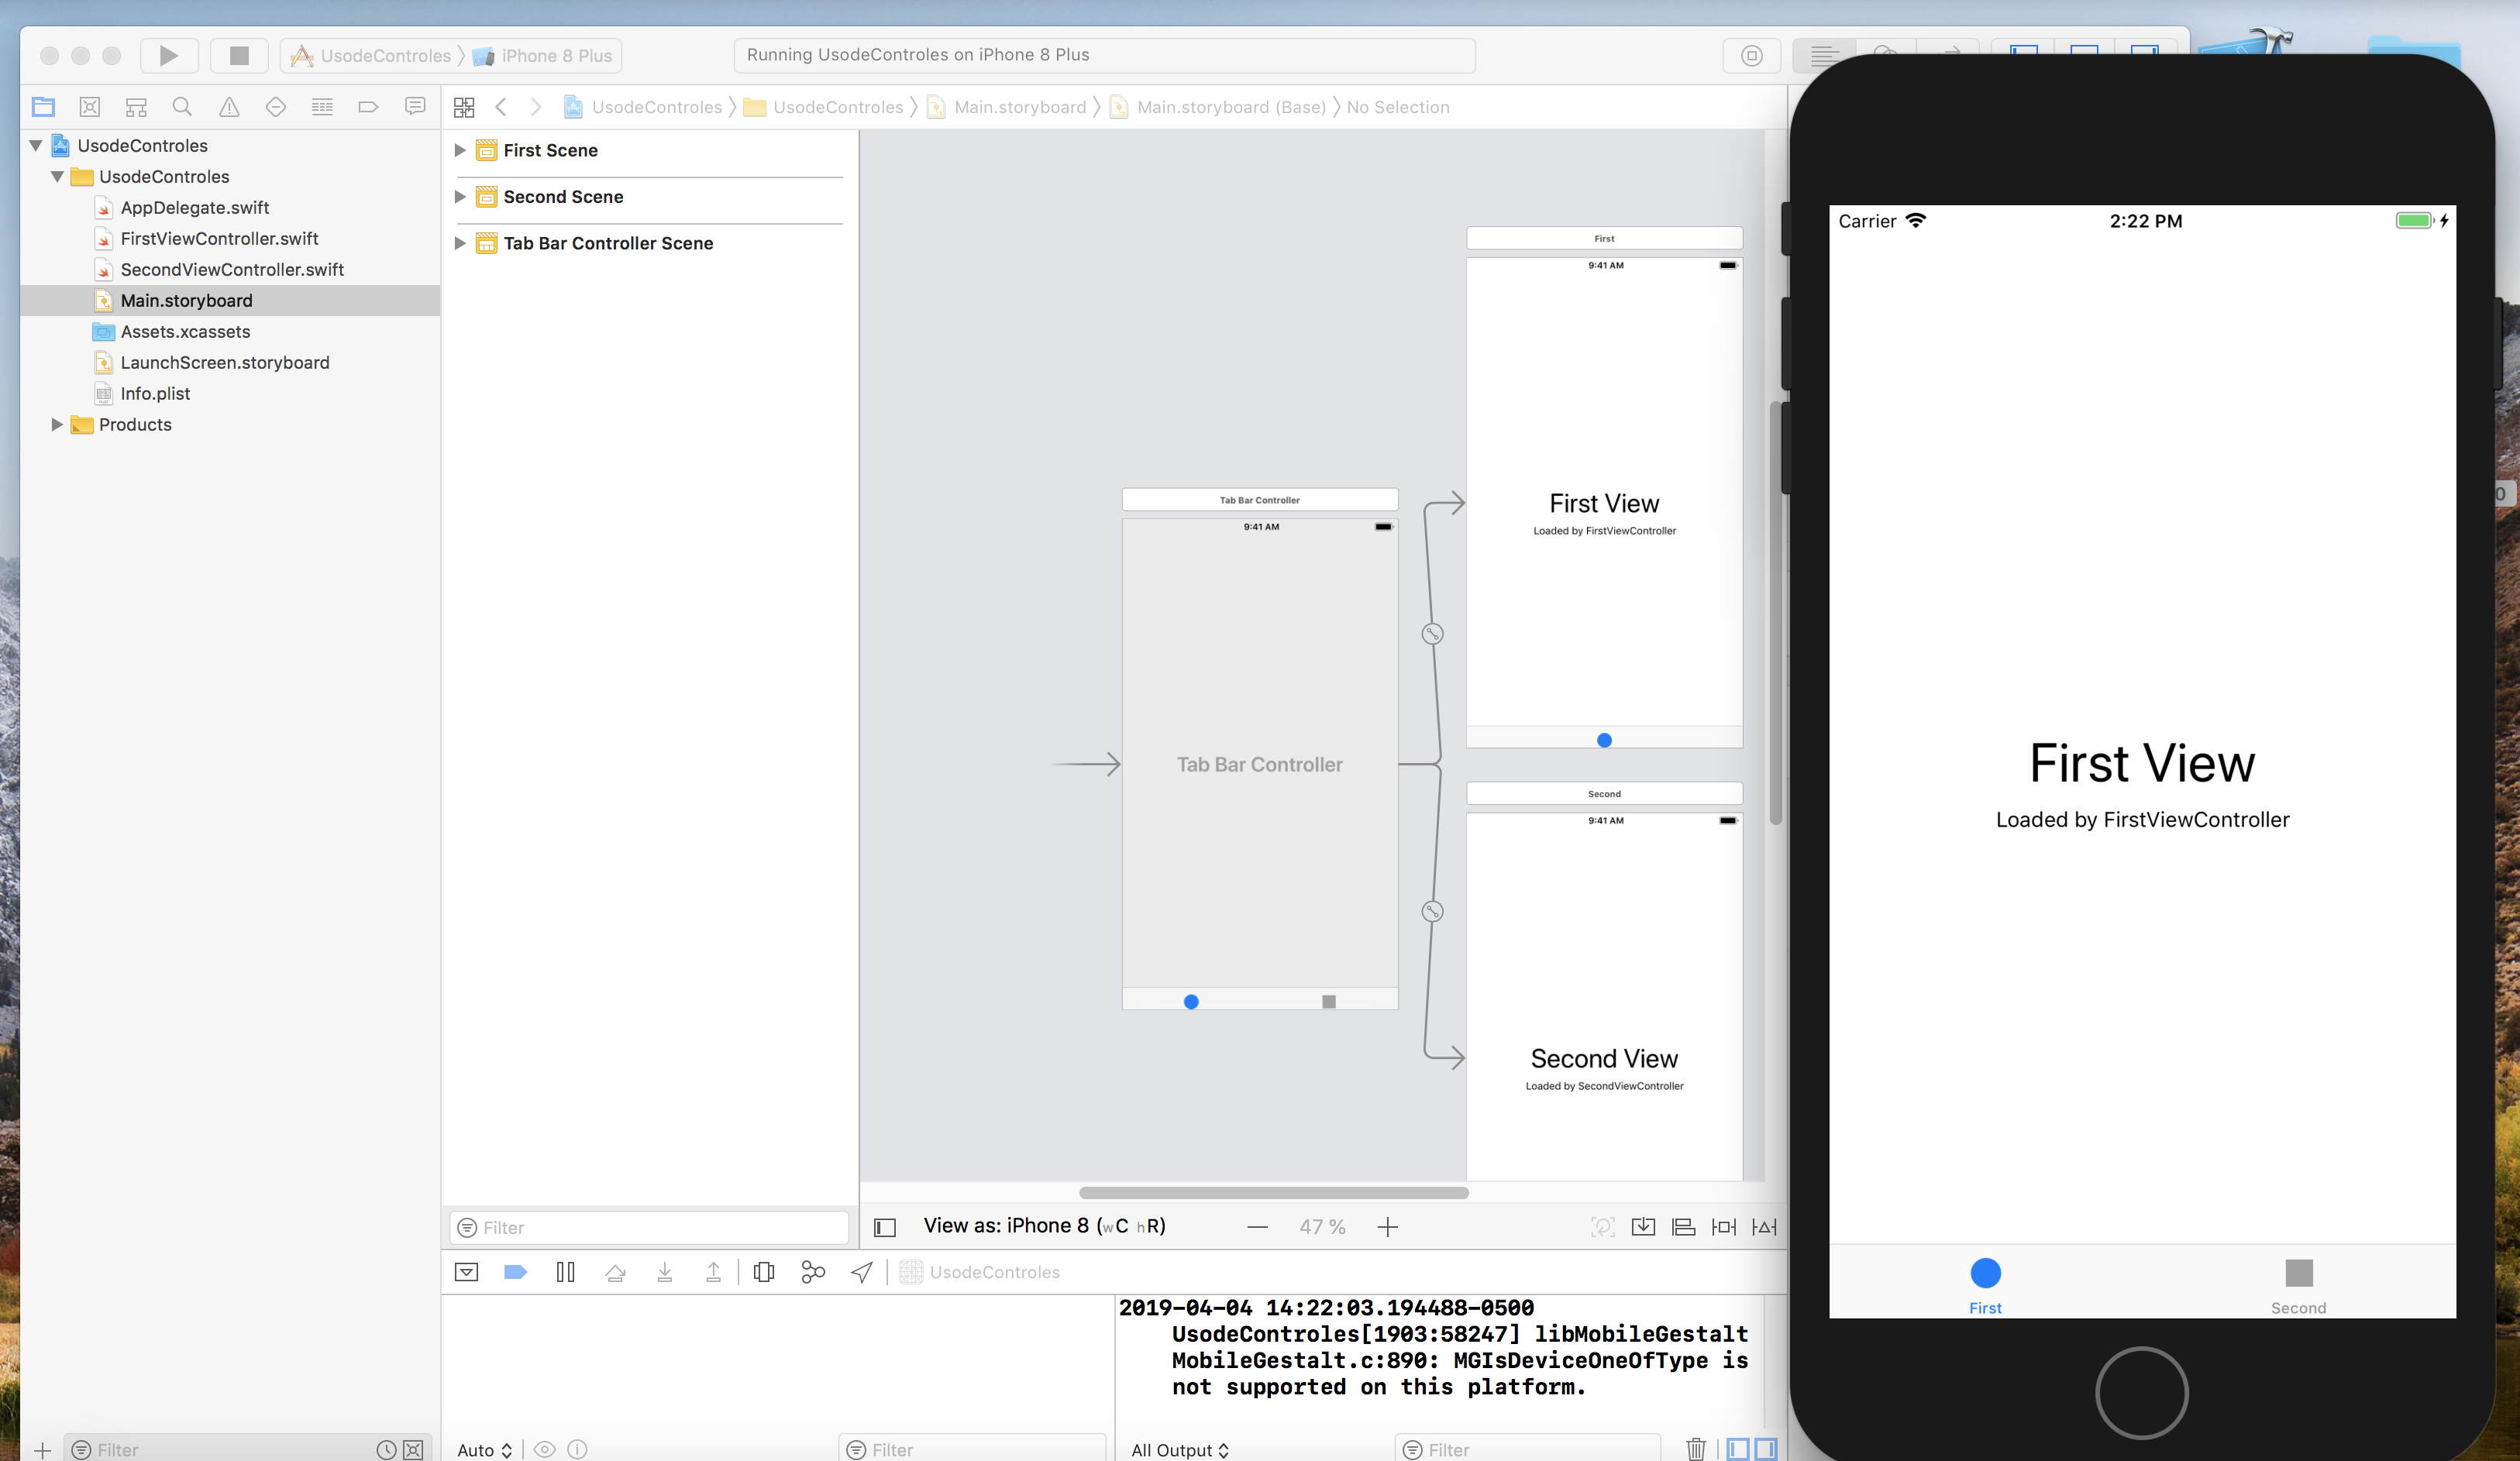 UsodeControles
iPhone 8 Plus
Running UsodeControles on iPhone 8 Plus
UsodeControles
UsodeControles
Main.storyboard
Main.storyboard (Base)
No Selection
UsodeControles
UsodeControles
AppDelegate.swift
FirstViewController.swift
SecondViewController.swift
Main.storyboard
Assets.xcassets
LaunchScreen.storyboard
Info.plist
Products
Filter
First Scene
Second Scene
Tab Bar Controller Scene
Filter
Tab Bar Controller
9:41 AM
Tab Bar Controller
First
9:41 AM
First View
Loaded by FirstViewController
Second
9:41 AM
Second View
Loaded by SecondViewController
View as: iPhone 8 (wC hR)
47 %
UsodeControles
2019-04-04 14:22:03.194488-0500
UsodeControles[1903:58247] libMobileGestalt
MobileGestalt.c:890: MGIsDeviceOneOfType is
not supported on this platform.
Auto
Filter
All Output
Filter
Carrier
2:22 PM
First View
Loaded by FirstViewController
First
Second